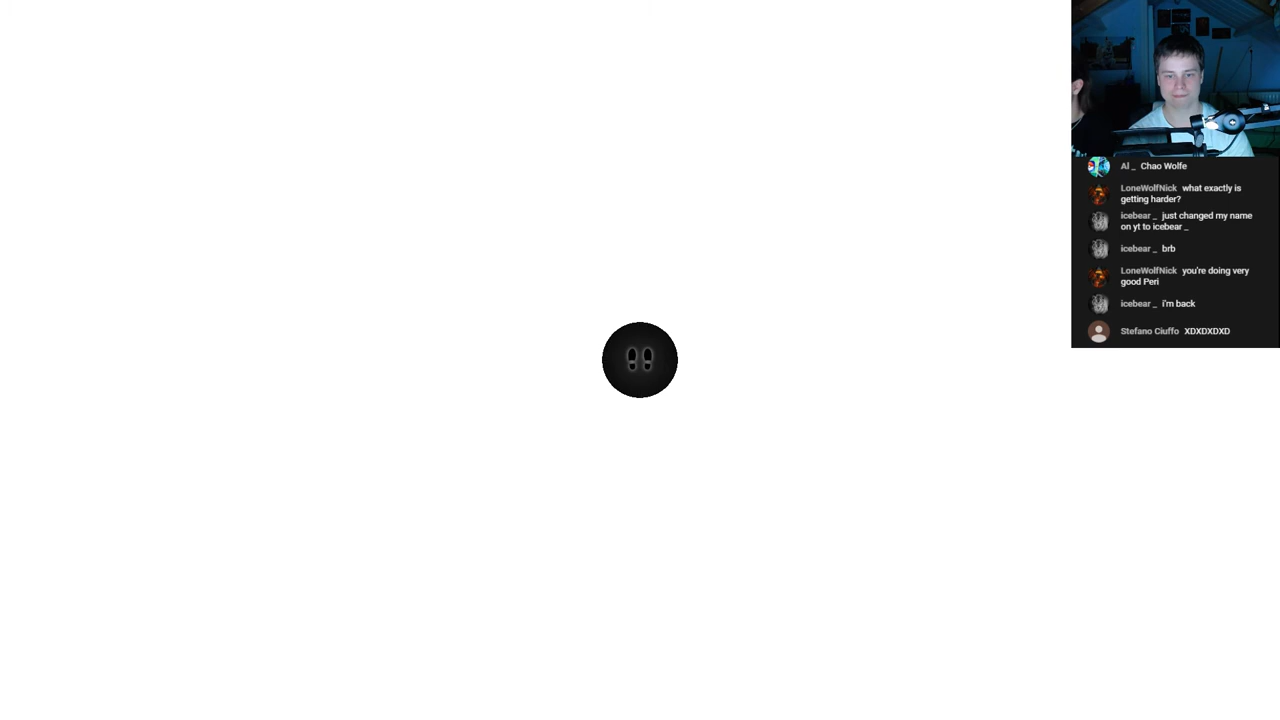 Al _ Chao Wolfe
LoneWolfNick what exactly is
getting harder?
icebear _ just changed my name
on yt to icebear _
icebear _ brb
LoneWolfNick you're doing very
good Peri
icebear _ i'm back
Stefano Ciuffo XDXDXDXD